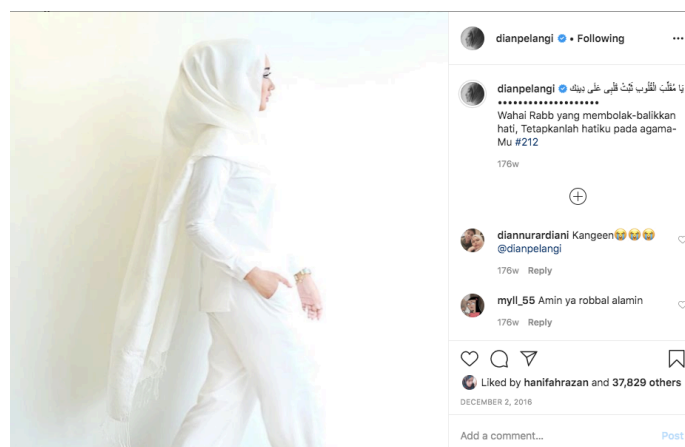 dianpelangi • Following
dianpelangi يَا مُقَلِّبَ الْقُلُوبِ ثَبِّتْ قَلْبِي عَلَى دِينِكَ
••••••••••••••••••••
Wahai Rabb yang membolak-balikkan
hati, Tetapkanlah hatiku pada agama-
Mu #212
176w
diannurardiani Kangeen😭😭😭
@dianpelangi
176w Reply
myll_55 Amin ya robbal alamin
176w Reply
Liked by hanifahrazan and 37,829 others
DECEMBER 2, 2016
Add a comment...
Post